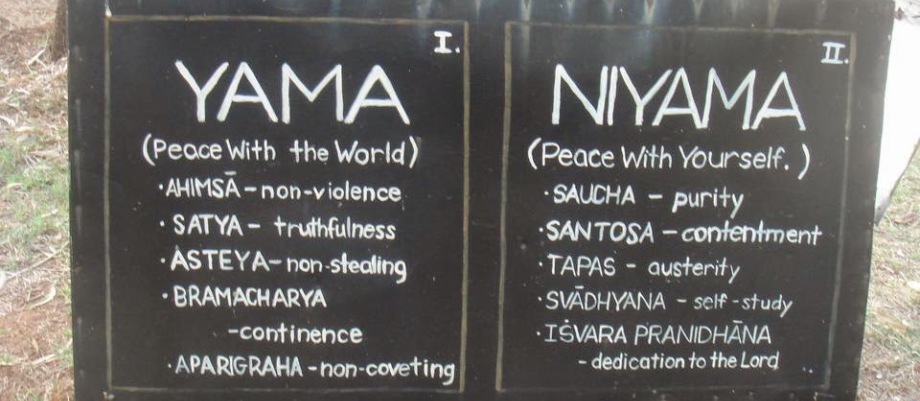 I.
YAMA
(Peace With the World)
·AHIMSĀ – non-violence
·SATYA – truthfulness
·ASTEYA – non-stealing
·BRAMACHARYA
–continence
·APARIGRAHA – non-coveting
II.
NIYAMA
(Peace With Yourself.)
·SAUCHA – purity
·SANTOSA – contentment
·TAPAS – austerity
·SVĀDHYANA – self-study
·IṠVARA PRANIDHĀNA
– dedication to the Lord